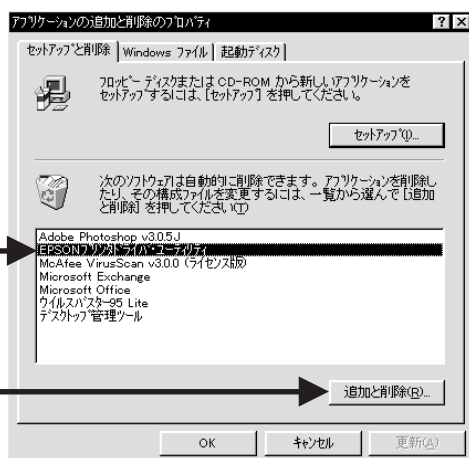 アプリケーションの追加と削除のプロパティ
セットアップと削除 Windows ファイル 起動ディスク
フロッピー ディスクまたは CD-ROM から新しいアプリケーションを
セットアップするには、[セットアップ] を押してください。
セットアップ(I)...
次のソフトウェアは自動的に削除できます。アプリケーションを削除し
たり、その構成ファイルを変更するには、一覧から選んで [追加
と削除] を押してください(T)
Adobe Photoshop v3.0.5J
EPSONプリンタドライバ・ユーティリティ
McAfee VirusScan v3.0.0 (ライセンス版)
Microsoft Exchange
Microsoft Office
ウイルスバスター95 Lite
デスクトップ管理ツール
追加と削除(R)...
OK キャンセル 更新(A)